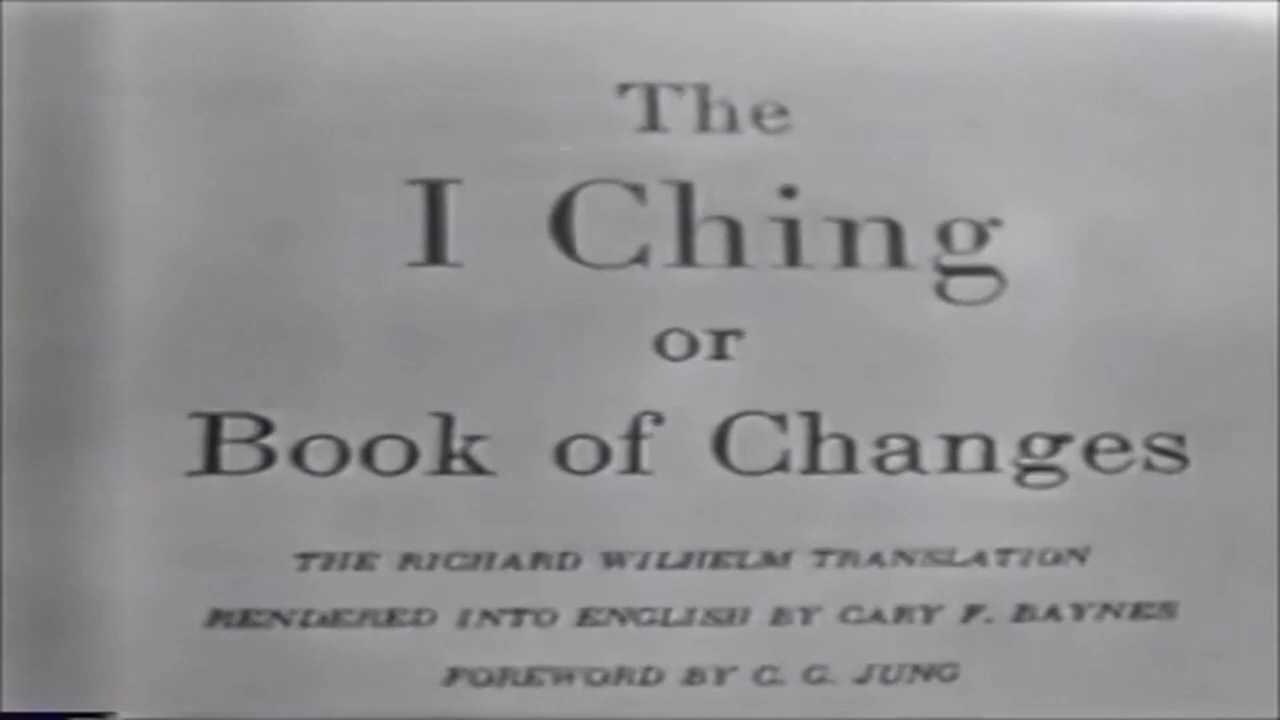 The
I Ching
or
Book of Changes
THE RICHARD WILHELM TRANSLATION
RENDERED INTO ENGLISH BY CARY F. BAYNES
FOREWORD BY C. G. JUNG